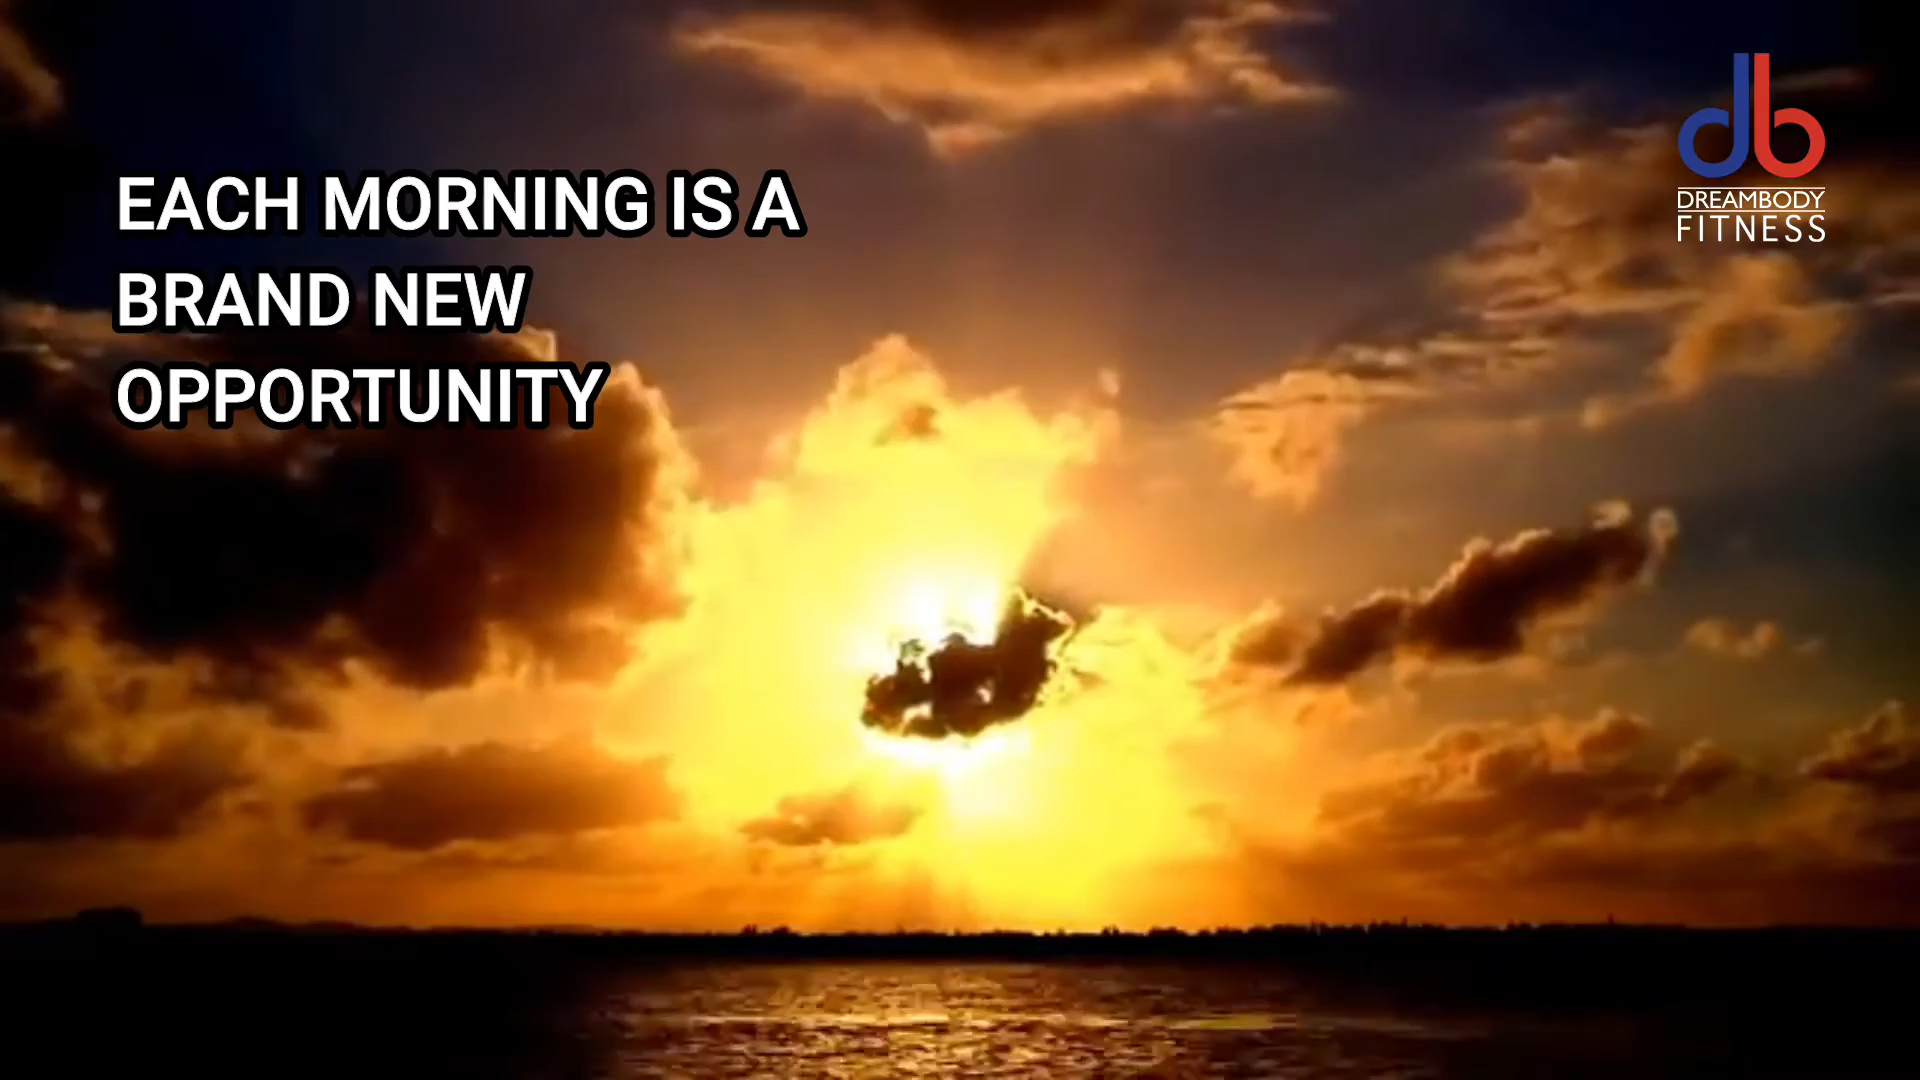 EACH MORNING IS A
BRAND NEW
OPPORTUNITY
db
DREAMBODY
FITNESS